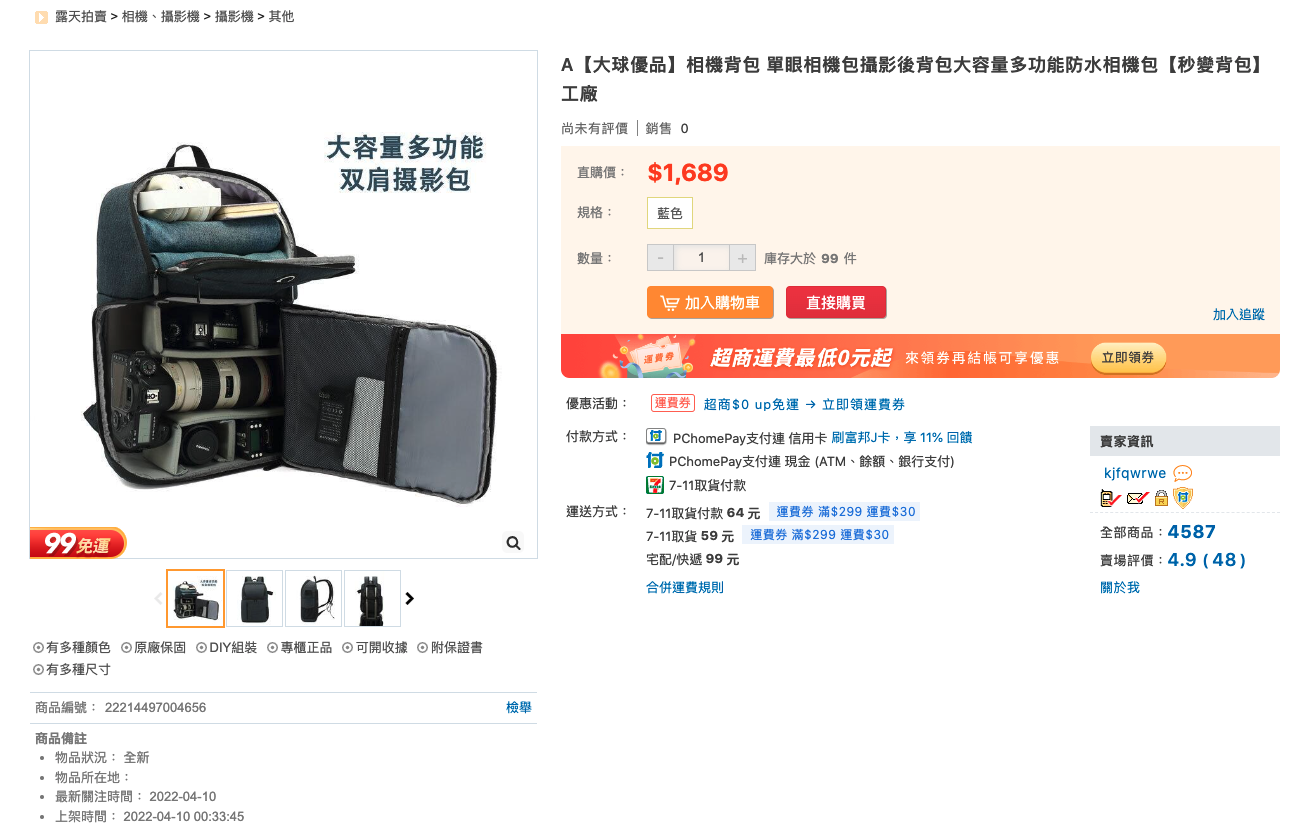 露天拍賣 > 相機、攝影機 > 攝影機 > 其他
大容量多功能
双肩摄影包
99免運
有多種顏色 原廠保固 DIY組裝 專櫃正品 可開收據 附保證書
有多種尺寸
商品編號： 22214497004656 檢舉
商品備註
物品狀況： 全新
物品所在地：
最新關注時間： 2022-04-10
上架時間： 2022-04-10 00:33:45
A【大球優品】相機背包 單眼相機包攝影後背包大容量多功能防水相機包【秒變背包】
工廠
尚未有評價 銷售 0
直購價： $1,689
規格： 藍色
數量： - 1 + 庫存大於 99 件
加入購物車 直接購買
加入追蹤
運費券 超商運費最低0元起 來領券再結帳可享優惠 立即領券
優惠活動： 運費券 超商$0 up免運 → 立即領運費券
付款方式： 付 PChomePay支付連 信用卡 刷富邦J卡，享 11% 回饋
付 PChomePay支付連 現金 (ATM、餘額、銀行支付)
7-11取貨付款
運送方式： 7-11取貨付款 64 元 運費券 滿$299 運費$30
7-11取貨 59 元 運費券 滿$299 運費$30
宅配/快遞 99 元
合併運費規則
賣家資訊
kjfqwrwe
全部商品：4587
賣場評價：4.9 ( 48 )
關於我